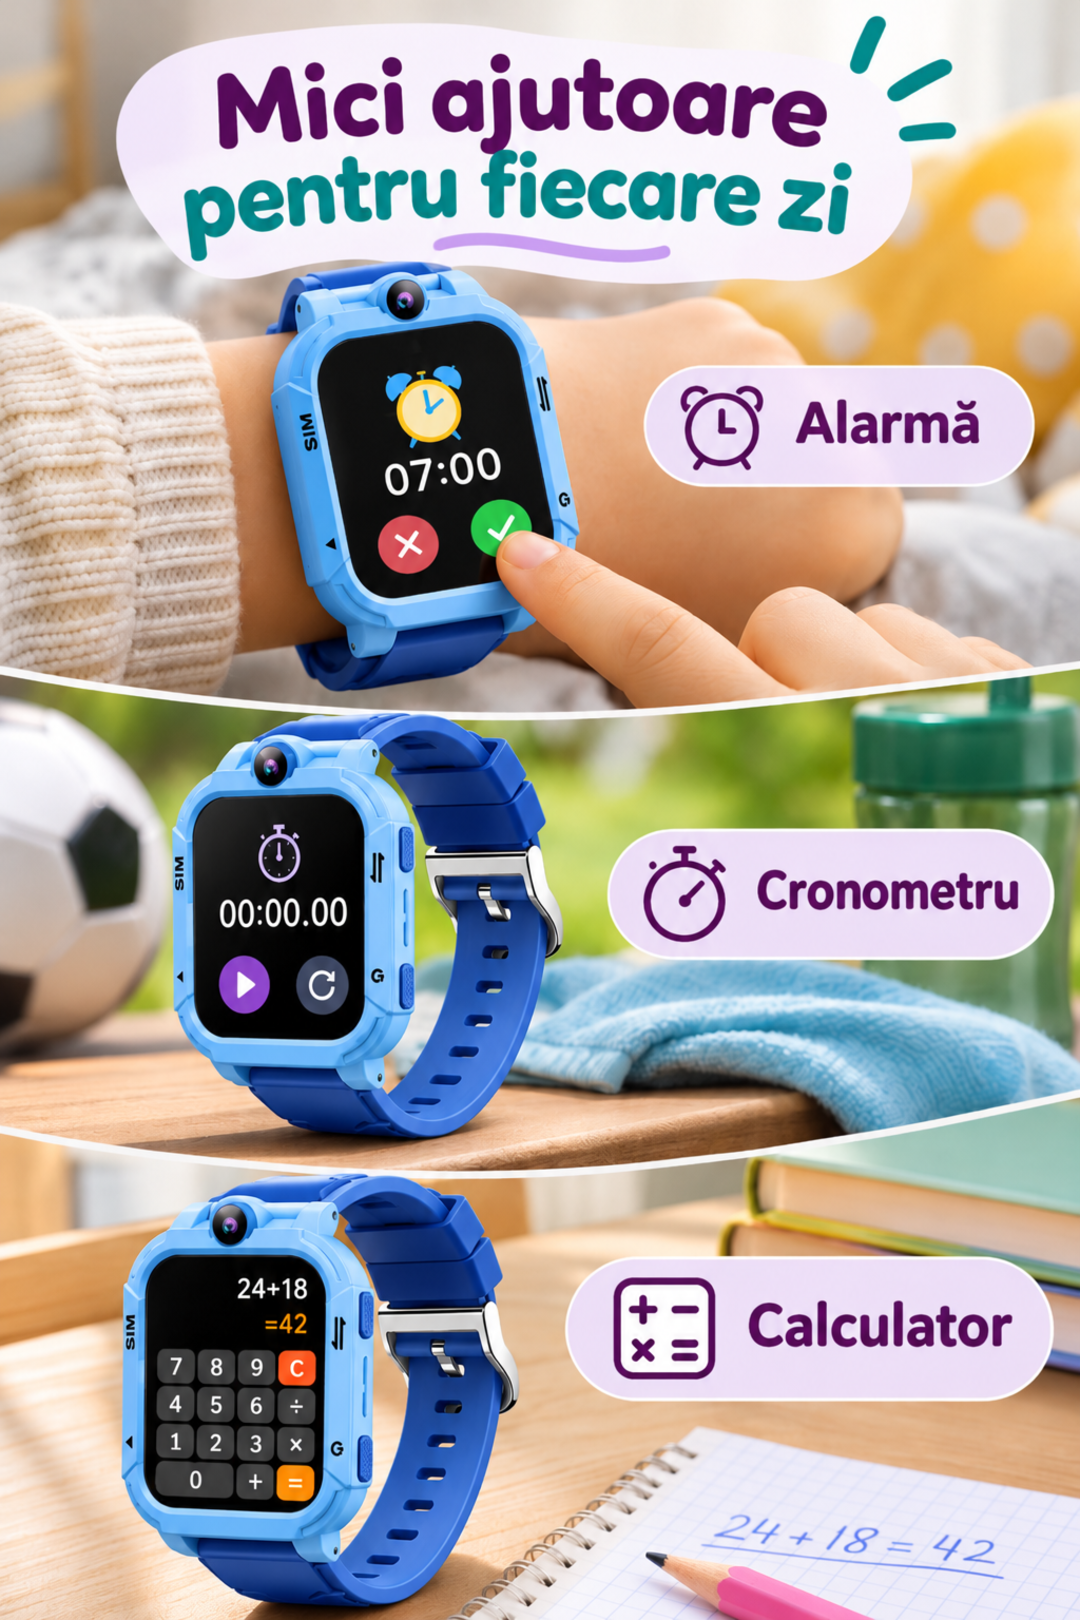 Mici ajutoare
pentru fiecare zi
SIM
07:00
G
Alarmă
SIM
00:00.00
G
Cronometru
SIM
24+18
=42
7 8 9 C
4 5 6 ÷
1 2 3 ×
0 + =
G
+ −
× =
Calculator
24 + 18 = 42